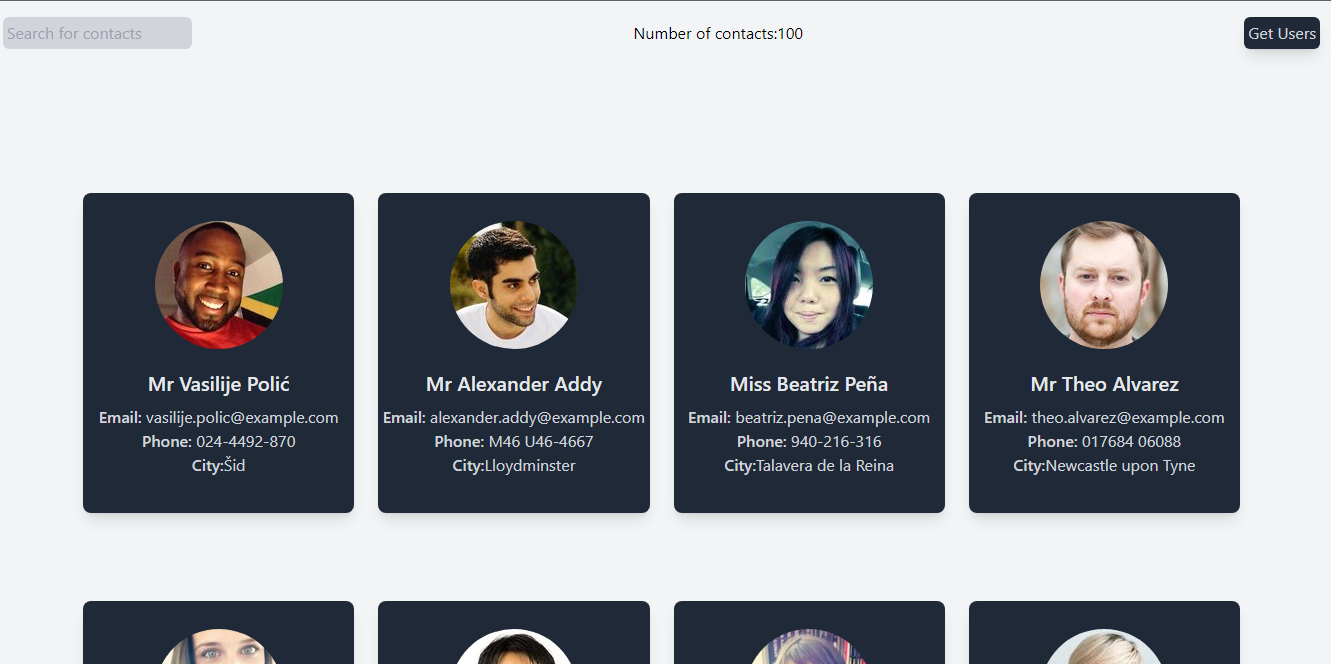 Search for contacts
Number of contacts:100
Get Users
Mr Vasilije Polić
Email: vasilije.polic@example.com
Phone: 024-4492-870
City:Šid
Mr Alexander Addy
Email: alexander.addy@example.com
Phone: M46 U46-4667
City:Lloydminster
Miss Beatriz Peña
Email: beatriz.pena@example.com
Phone: 940-216-316
City:Talavera de la Reina
Mr Theo Alvarez
Email: theo.alvarez@example.com
Phone: 017684 06088
City:Newcastle upon Tyne